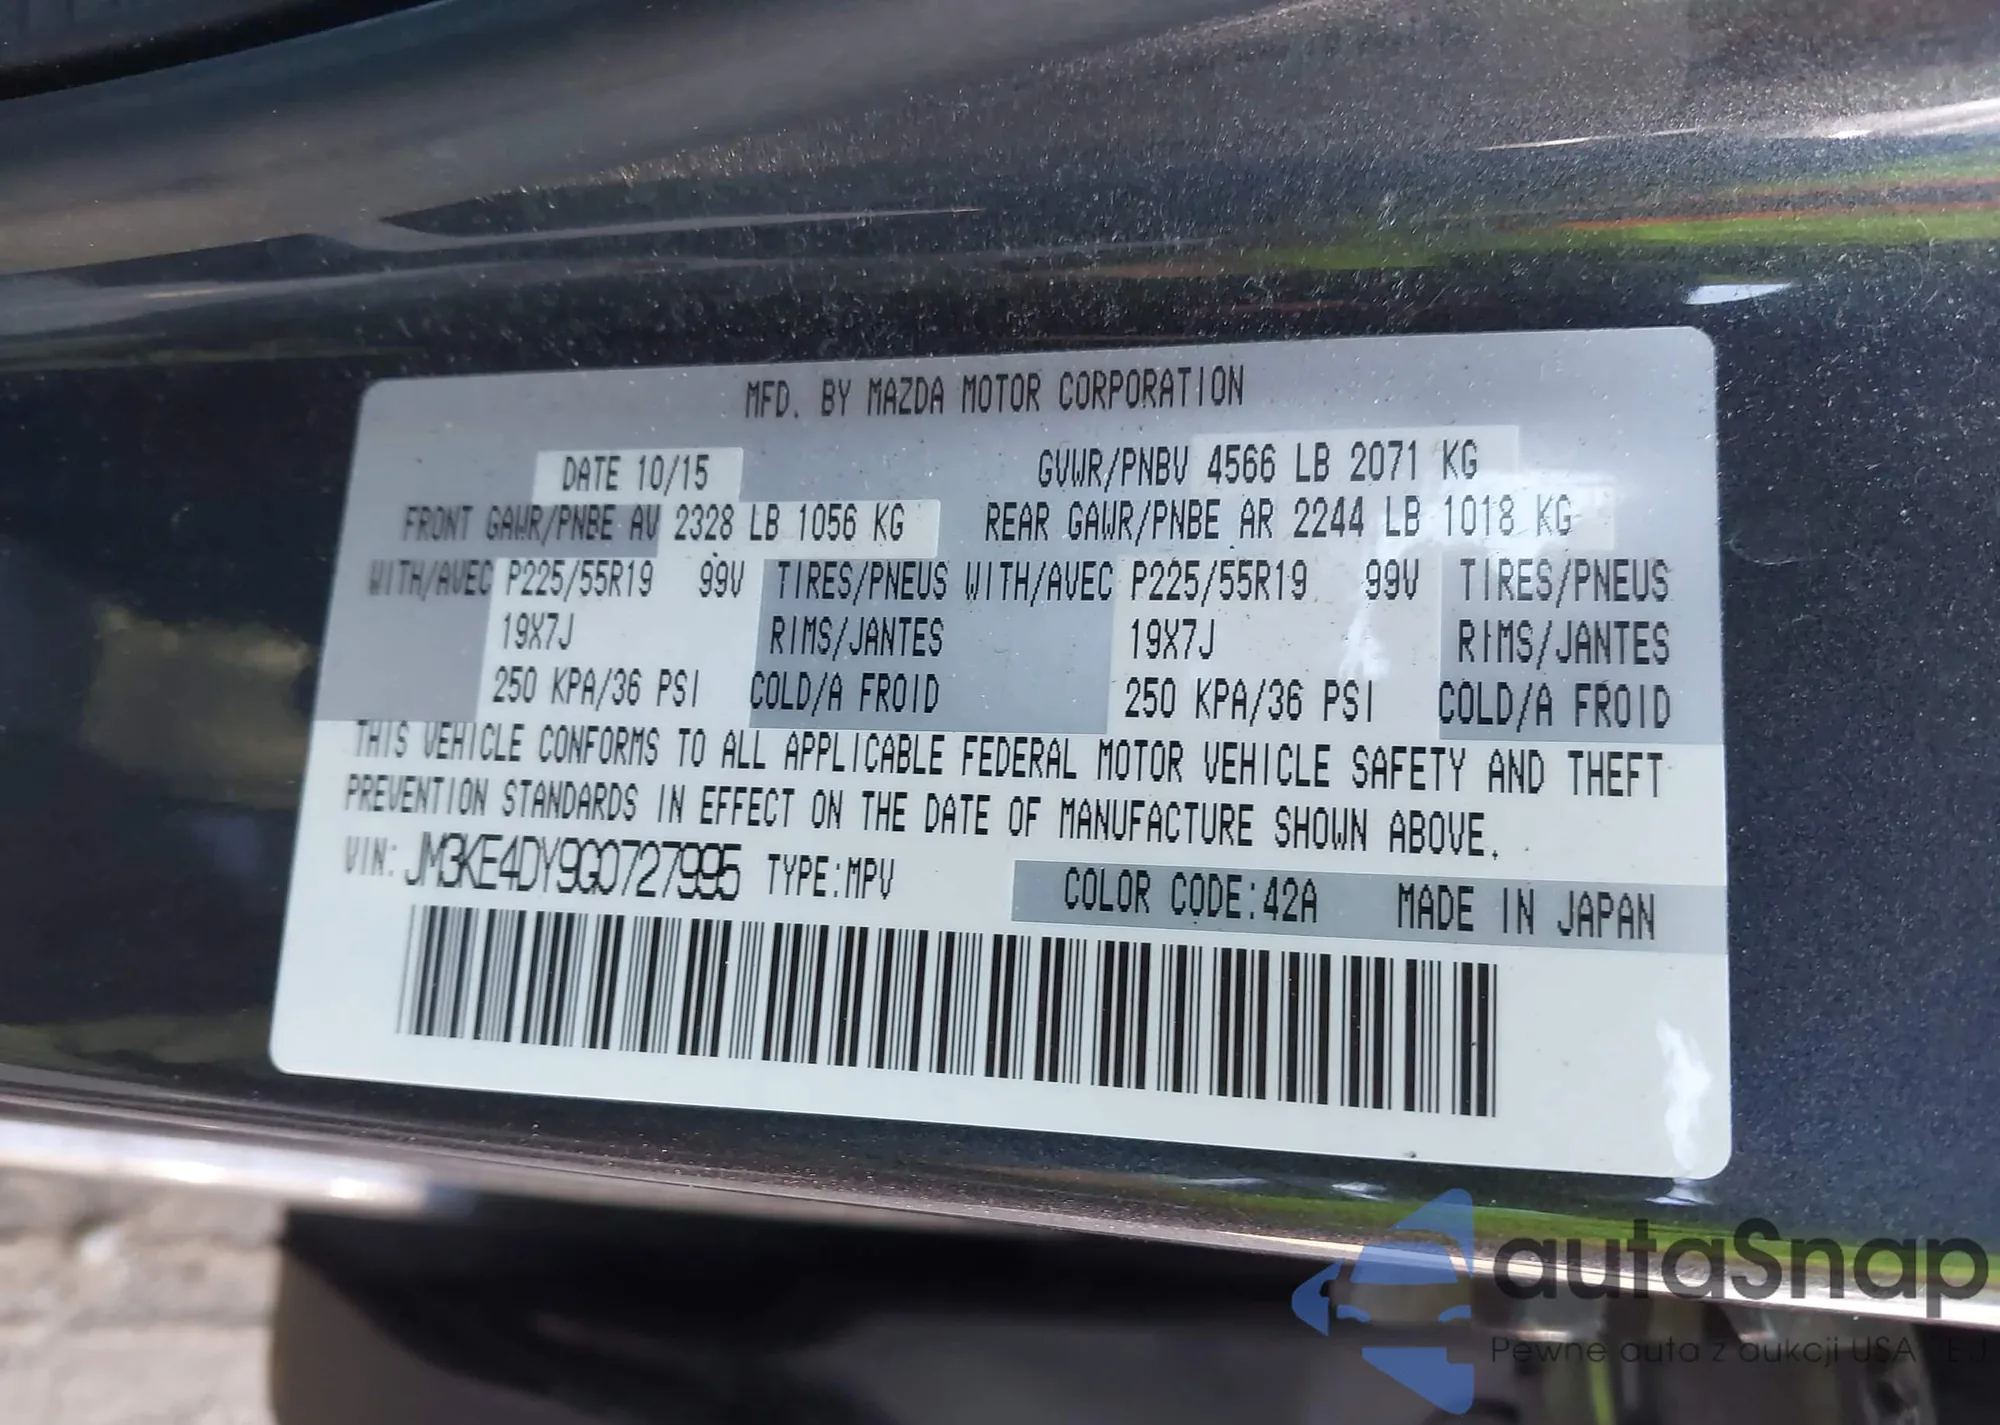 MFD. BY MAZDA MOTOR CORPORATION
DATE 10/15 GVWR/PNBV 4566 LB 2071 KG
FRONT GAWR/PNBE AV 2328 LB 1056 KG REAR GAWR/PNBE AR 2244 LB 1018 KG
WITH/AVEC P225/55R19 99V TIRES/PNEUS WITH/AVEC P225/55R19 99V TIRES/PNEUS
19X7J RIMS/JANTES 19X7J RIMS/JANTES
250 KPA/36 PSI COLD/A FROID 250 KPA/36 PSI COLD/A FROID
THIS VEHICLE CONFORMS TO ALL APPLICABLE FEDERAL MOTOR VEHICLE SAFETY AND THEFT
PREVENTION STANDARDS IN EFFECT ON THE DATE OF MANUFACTURE SHOWN ABOVE.
VIN: JM3KE4DY9G0727995 TYPE:MPV COLOR CODE:42A MADE IN JAPAN
autaSnap
Pewne auta z aukcji USA